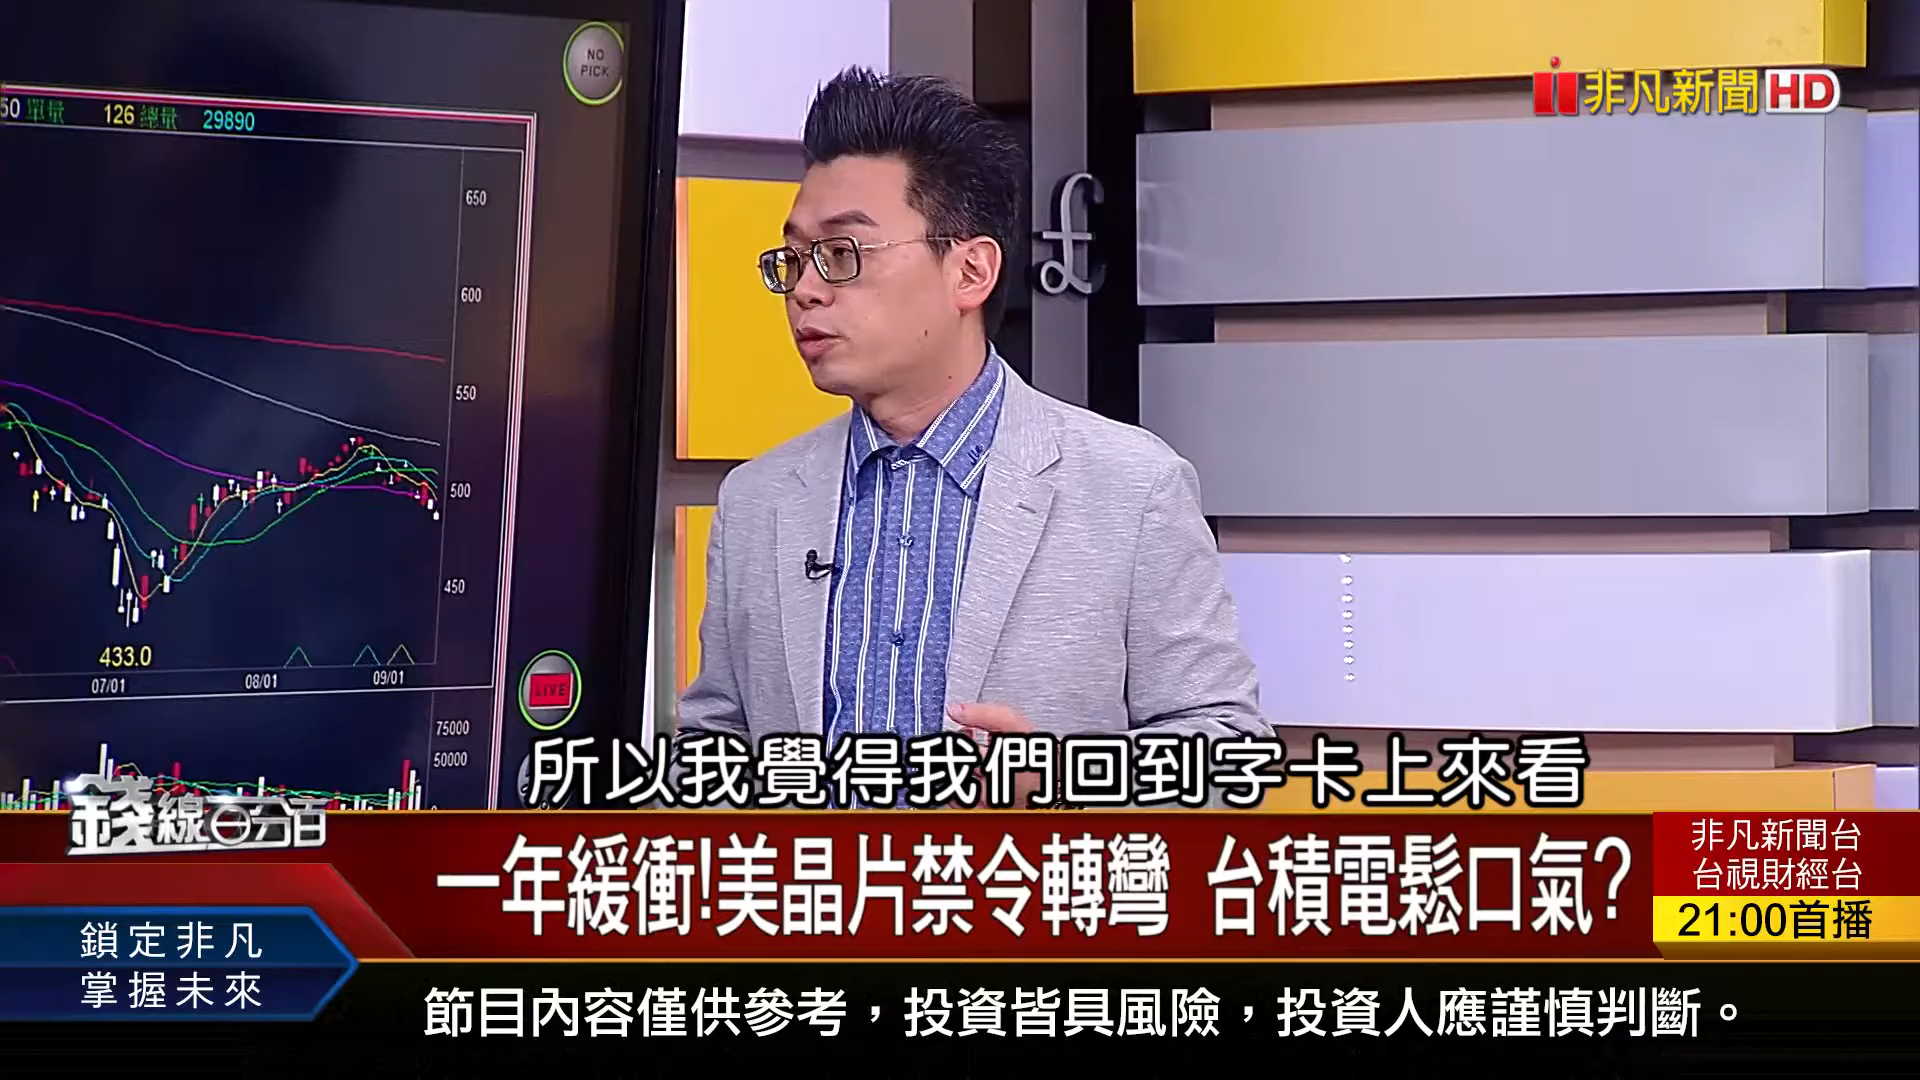 NO
PICK
50 單量 126 總量 29890
非凡新聞HD
650
£
600
550
500
450
433.0
07/01 08/01 09/01
LIVE
75000
50000
所以我覺得我們回到字卡上來看
錢線百分百
一年緩衝!美晶片禁令轉彎 台積電鬆口氣?
非凡新聞台
台視財經台
21:00首播
鎖定非凡
掌握未來
節目內容僅供參考，投資皆具風險，投資人應謹慎判斷。